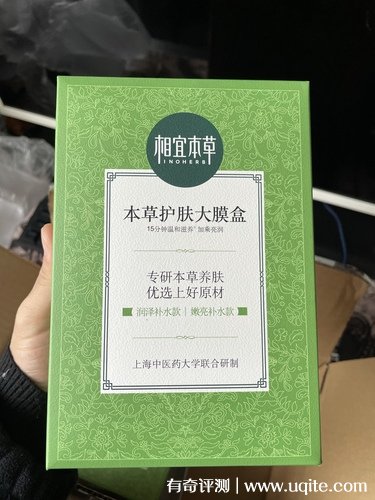 相宜本草
INOHERB
本草护肤大膜盒
15分钟温和滋养⁺加乘亮润
专研本草养肤
优选上好原材
润泽补水款 | 嫩亮补水款
上海中医药大学联合研制
有奇评测 | www.uqite.com